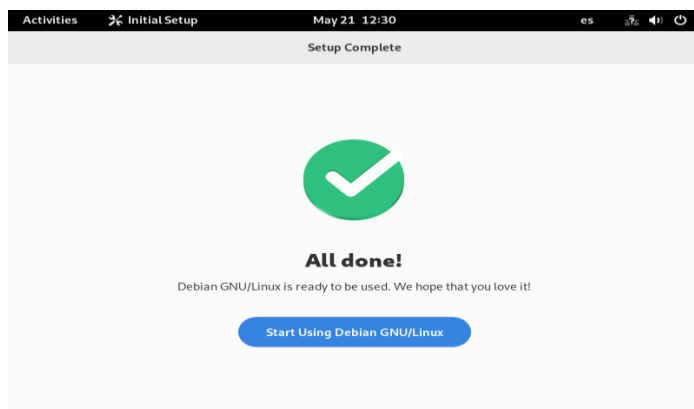 Activities Initial Setup May 21 12:30 es
Setup Complete
All done!
Debian GNU/Linux is ready to be used. We hope that you love it!
Start Using Debian GNU/Linux